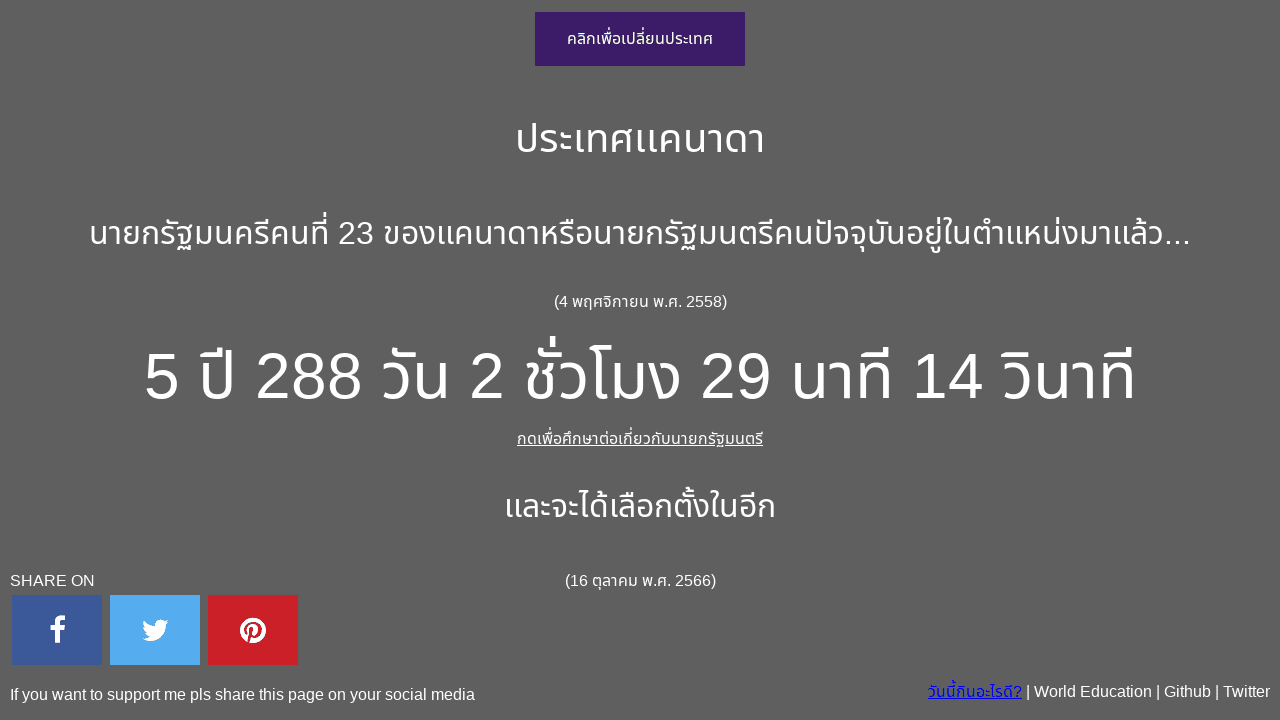 คลิกเพื่อเปลี่ยนประเทศ
ประเทศแคนาดา
นายกรัฐมนครีคนที่ 23 ของแคนาดาหรือนายกรัฐมนตรีคนปัจจุบันอยู่ในตำแหน่งมาแล้ว...
(4 พฤศจิกายน พ.ศ. 2558)
5 ปี 288 วัน 2 ชั่วโมง 29 นาที 14 วินาที
กดเพื่อศึกษาต่อเกี่ยวกับนายกรัฐมนตรี
และจะได้เลือกตั้งในอีก
(16 ตุลาคม พ.ศ. 2566)
SHARE ON
If you want to support me pls share this page on your social media
วันนี้กินอะไรดี? | World Education | Github | Twitter